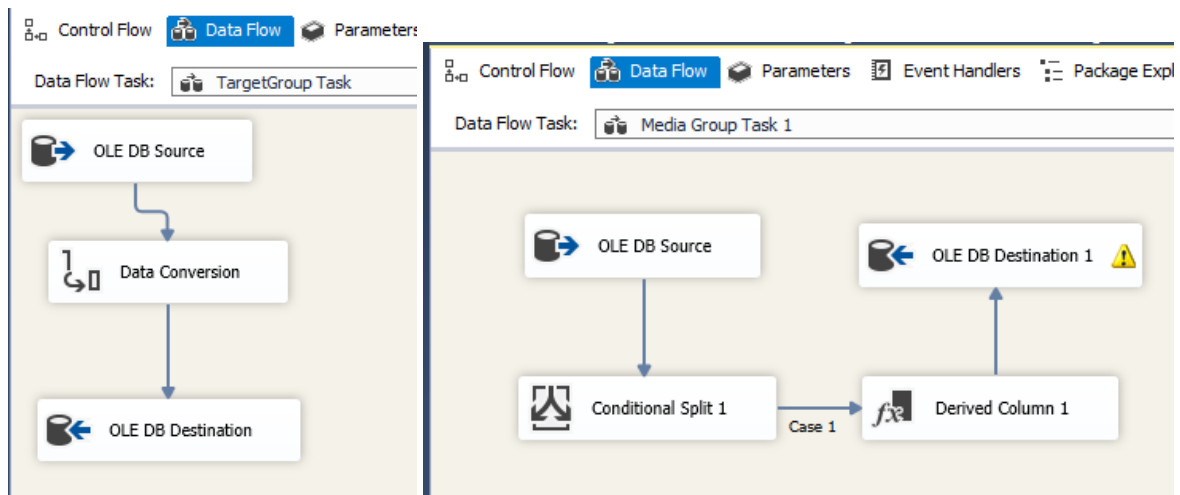 Control Flow Data Flow Parameters
Data Flow Task: TargetGroup Task
OLE DB Source
Data Conversion
OLE DB Destination
Control Flow Data Flow Parameters Event Handlers Package Expl
Data Flow Task: Media Group Task 1
OLE DB Source
OLE DB Destination 1
Conditional Split 1
Case 1
fx
Derived Column 1